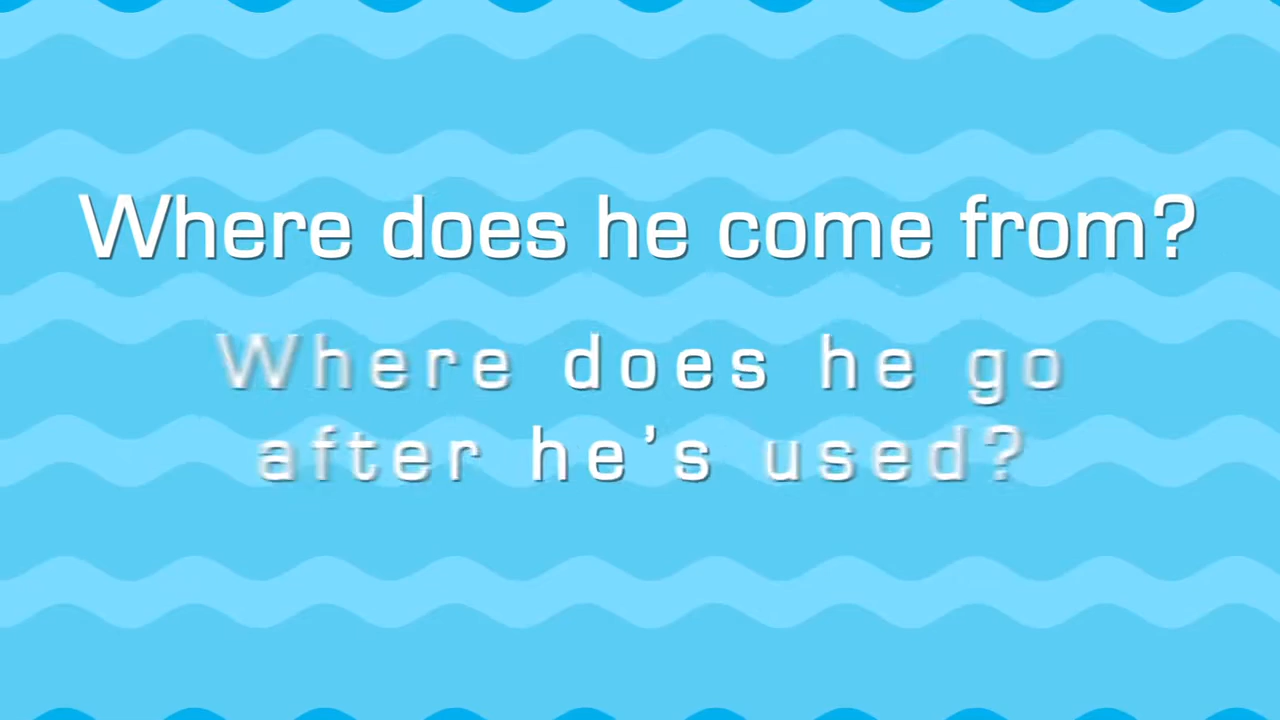 Where does he come from?
Where does he go
after he's used?